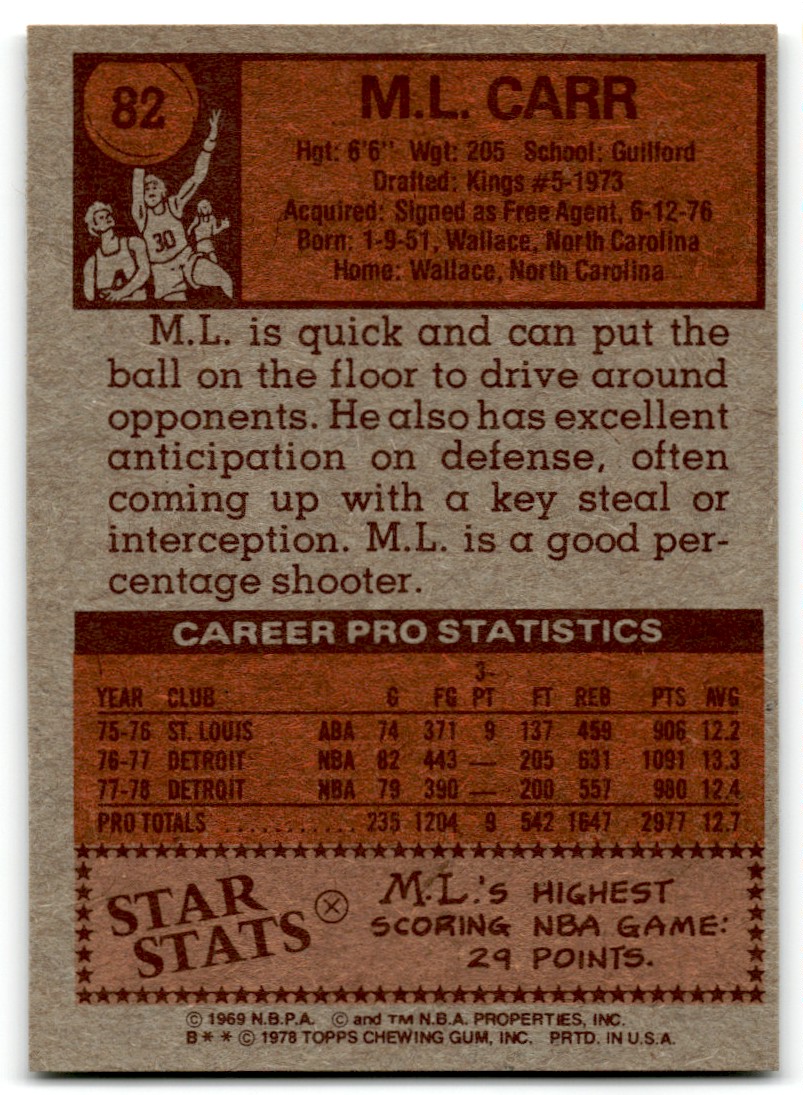 82
M.L. CARR
Hgt: 6'6" Wgt: 205 School: Guilford
Drafted: Kings #5-1973
Acquired: Signed as Free Agent, 6-12-76
Born: 1-9-51, Wallace, North Carolina
Home: Wallace, North Carolina
30
M.L. is quick and can put the
ball on the floor to drive around
opponents. He also has excellent
anticipation on defense, often
coming up with a key steal or
interception. M.L. is a good per-
centage shooter.
CAREER PRO STATISTICS
3-
YEAR CLUB G FG PT FT REB PTS AVG
75-76 ST. LOUIS ABA 74 371 9 137 459 906 12.2
76-77 DETROIT NBA 82 443 — 205 631 1091 13.3
77-78 DETROIT NBA 79 390 — 200 557 980 12.4
PRO TOTALS ............ 235 1204 9 542 1647 2977 12.7
STAR
STATS
M.L.'S HIGHEST
SCORING NBA GAME:
29 POINTS.
© 1969 N.B.P.A. © and TM N.B.A. PROPERTIES, INC.
B * * © 1978 TOPPS CHEWING GUM, INC. PRTD. IN U.S.A.